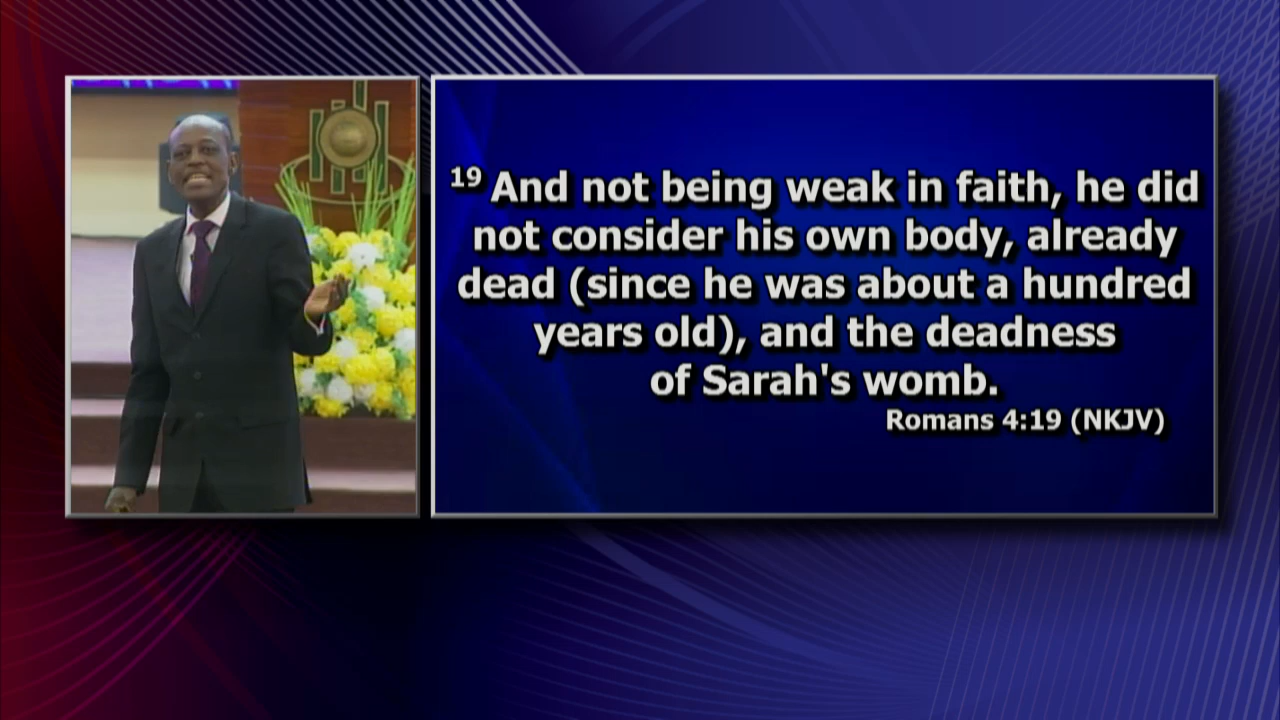 19 And not being weak in faith, he did
not consider his own body, already
dead (since he was about a hundred
years old), and the deadness
of Sarah's womb.
Romans 4:19 (NKJV)